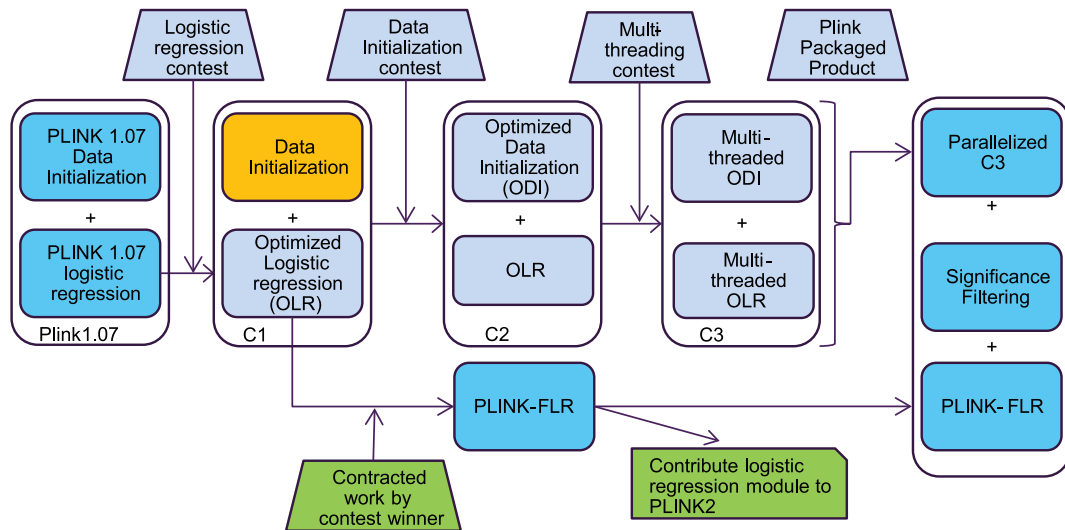 Logistic
regression
contest
Data
Initialization
contest
Multi-
threading
contest
Plink
Packaged
Product
PLINK 1.07
Data
Initialization
+
PLINK 1.07
logistic
regression
Plink1.07
Data
Initialization
+
Optimized
Logistic
regression
(OLR)
C1
Optimized
Data
Initialization
(ODI)
+
OLR
C2
Multi-
threaded
ODI
+
Multi-
threaded
OLR
C3
Parallelized
C3
+
Significance
Filtering
+
PLINK- FLR
PLINK-FLR
Contracted
work by
contest winner
Contribute logistic
regression module to
PLINK2